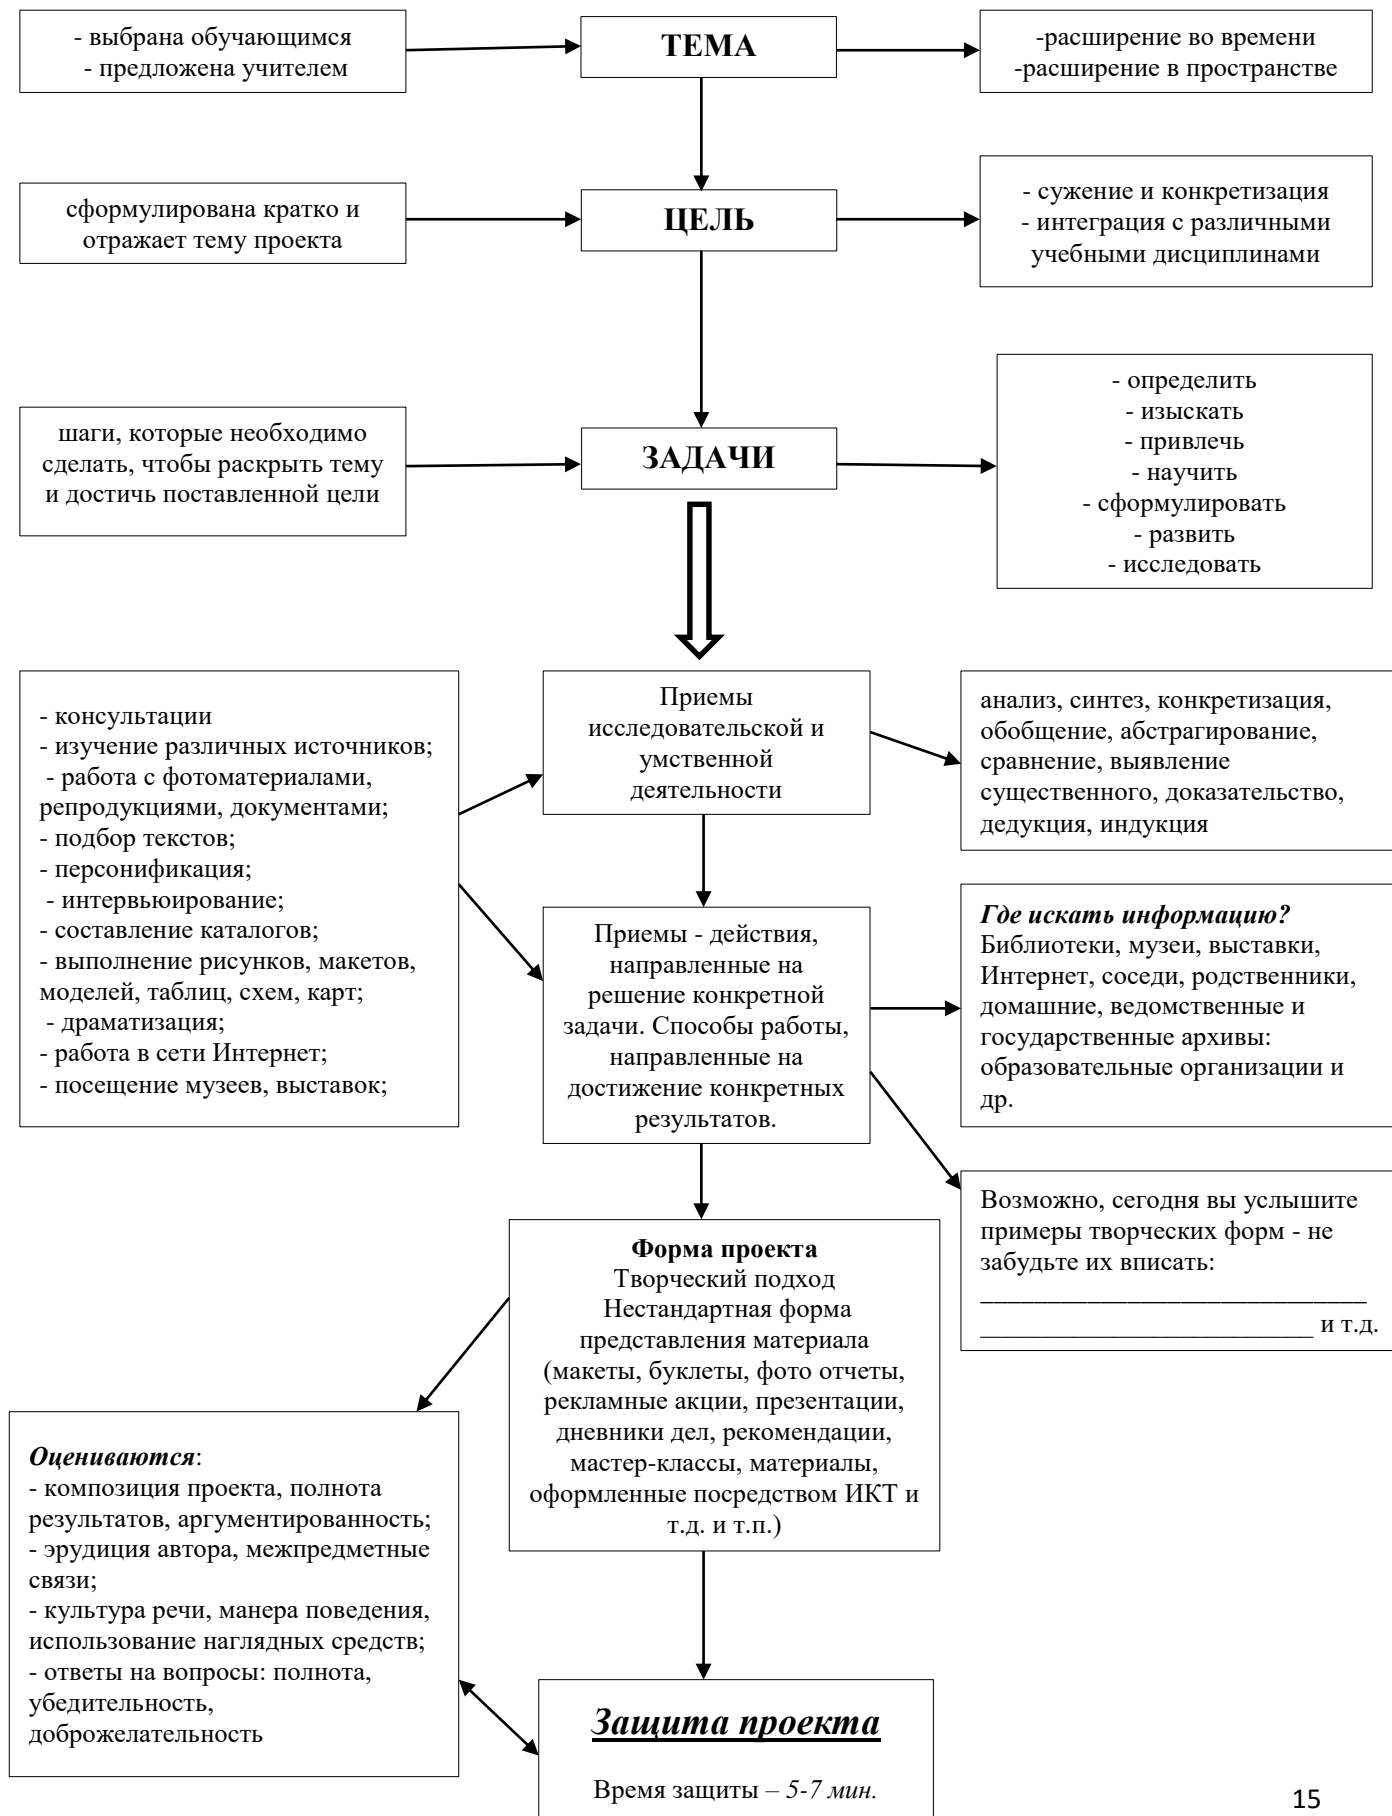 - выбрана обучающимся
- предложена учителем
ТЕМА
-расширение во времени
-расширение в пространстве
сформулирована кратко и
отражает тему проекта
ЦЕЛЬ
- сужение и конкретизация
- интеграция с различными
учебными дисциплинами
шаги, которые необходимо
сделать, чтобы раскрыть тему
и достичь поставленной цели
ЗАДАЧИ
- определить
- изыскать
- привлечь
- научить
- сформулировать
- развить
- исследовать
- консультации
- изучение различных источников;
- работа с фотоматериалами,
репродукциями, документами;
- подбор текстов;
- персонификация;
- интервьюирование;
- составление каталогов;
- выполнение рисунков, макетов,
моделей, таблиц, схем, карт;
- драматизация;
- работа в сети Интернет;
- посещение музеев, выставок;
Приемы
исследовательской и
умственной
деятельности
анализ, синтез, конкретизация,
обобщение, абстрагирование,
сравнение, выявление
существенного, доказательство,
дедукция, индукция
Приемы - действия,
направленные на
решение конкретной
задачи. Способы работы,
направленные на
достижение конкретных
результатов.
Где искать информацию?
Библиотеки, музеи, выставки,
Интернет, соседи, родственники,
домашние, ведомственные и
государственные архивы:
образовательные организации и
др.
Возможно, сегодня вы услышите
примеры творческих форм - не
забудьте их вписать:
_____________________________
_________________________ и т.д.
Форма проекта
Творческий подход
Нестандартная форма
представления материала
(макеты, буклеты, фото отчеты,
рекламные акции, презентации,
дневники дел, рекомендации,
мастер-классы, материалы,
оформленные посредством ИКТ и
т.д. и т.п.)
Оцениваются:
- композиция проекта, полнота
результатов, аргументированность;
- эрудиция автора, межпредметные
связи;
- культура речи, манера поведения,
использование наглядных средств;
- ответы на вопросы: полнота,
убедительность,
доброжелательность
Защита проекта
Время защиты – 5-7 мин.
15